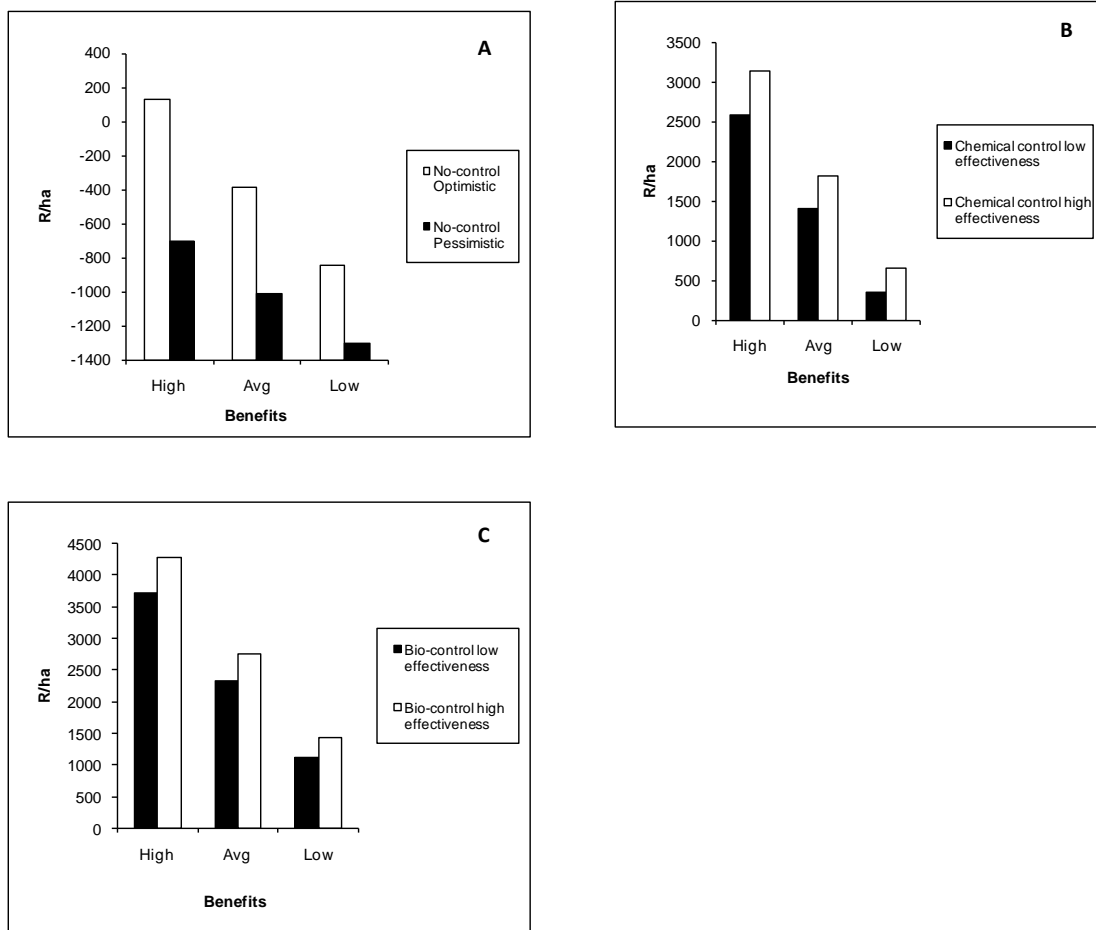 A
400
200
0
-200
-400
-600
-800
-1000
-1200
-1400
R/ha
High Avg Low
Benefits
No-control
Optimistic
No-control
Pessimistic
B
3500
3000
2500
2000
1500
1000
500
0
R/ha
High Avg Low
Benefits
Chemical control low
effectiveness
Chemical control high
effectiveness
C
4500
4000
3500
3000
2500
2000
1500
1000
500
0
R/ha
High Avg Low
Benefits
Bio-control low
effectiveness
Bio-control high
effectiveness